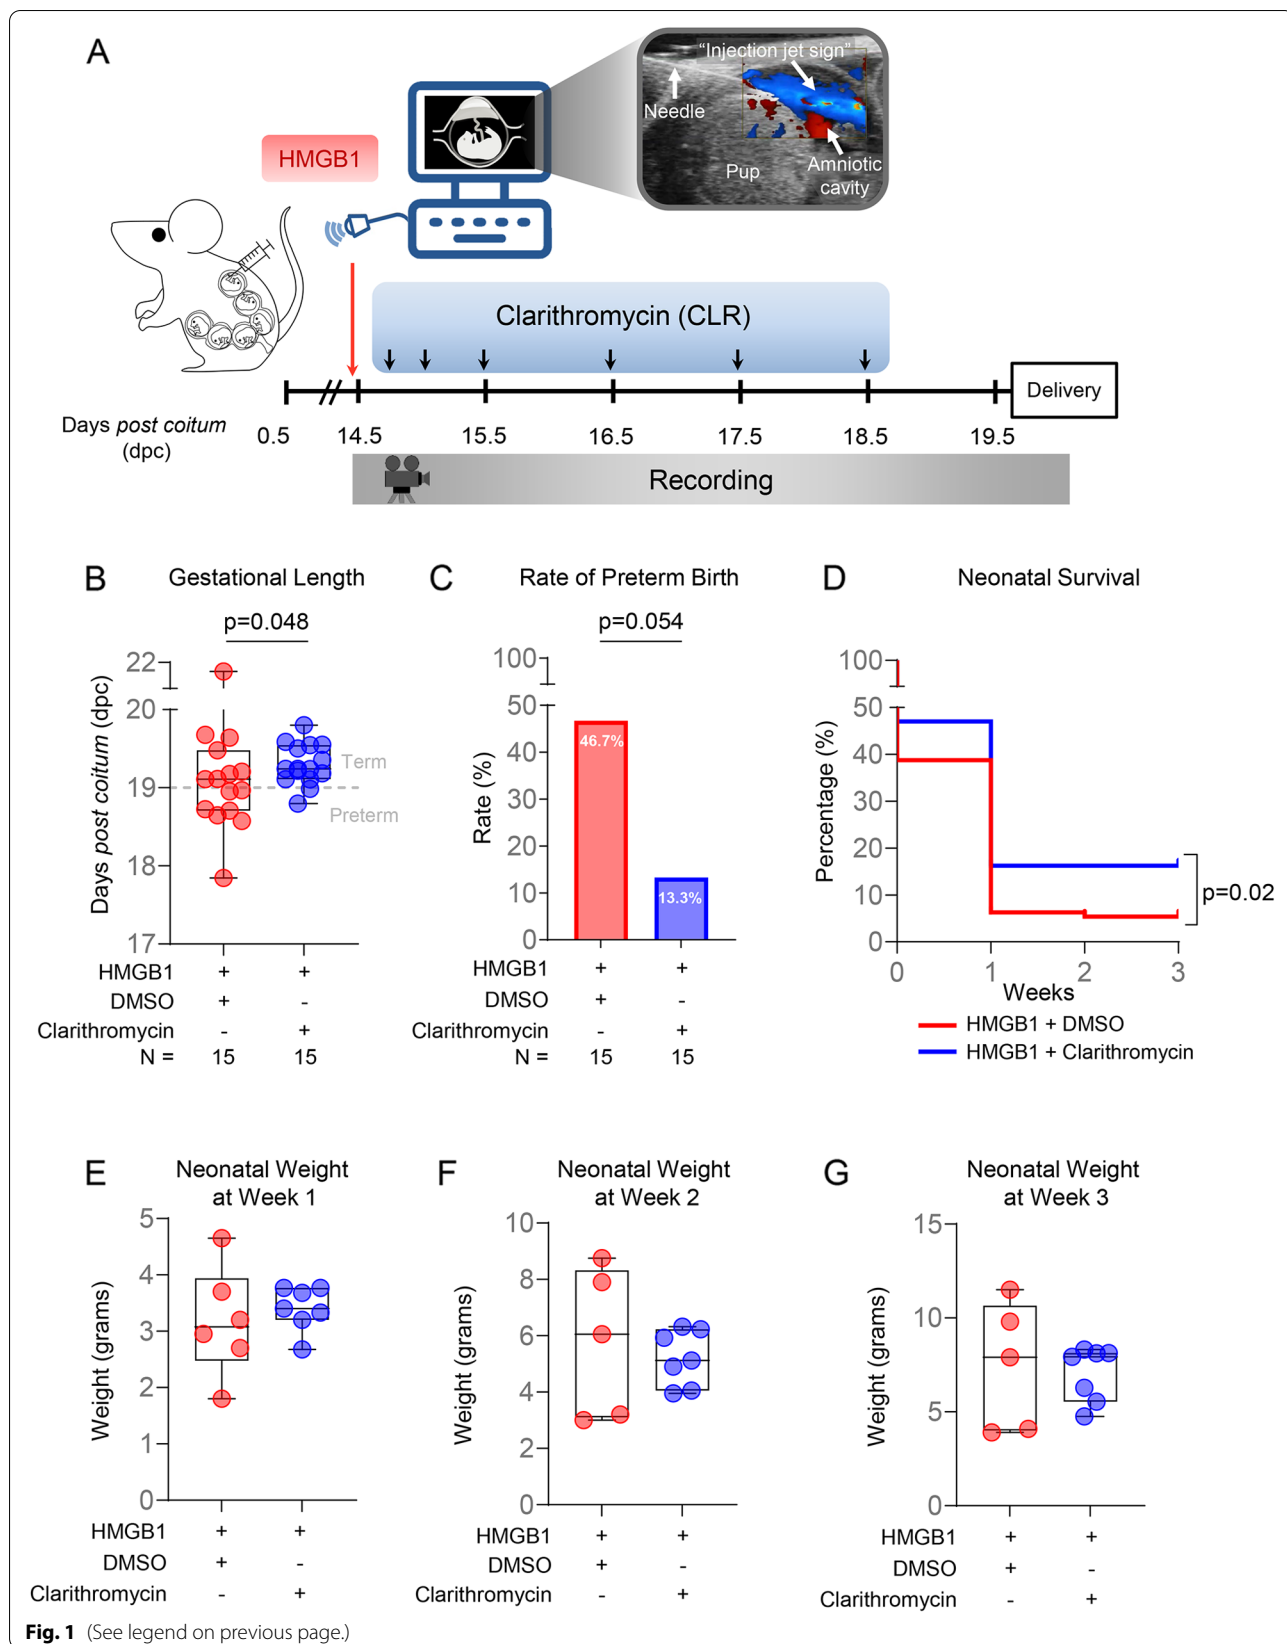 A
"Injection jet sign"
Needle
Pup
Amniotic
cavity
HMGB1
Clarithromycin (CLR)
Delivery
Days post coitum
(dpc)
0.5 14.5 15.5 16.5 17.5 18.5 19.5
Recording
B Gestational Length
p=0.048
Days post coitum (dpc)
22
20
19
18
17
Term
Preterm
HMGB1 + +
DMSO + -
Clarithromycin - +
N = 15 15
C Rate of Preterm Birth
p=0.054
Rate (%)
100
50
40
30
20
10
0
46.7%
13.3%
HMGB1 + +
DMSO + -
Clarithromycin - +
N = 15 15
D Neonatal Survival
Percentage (%)
100
50
40
30
20
10
0
p=0.02
0 1 2 3
Weeks
HMGB1 + DMSO
HMGB1 + Clarithromycin
E Neonatal Weight
at Week 1
Weight (grams)
5
4
3
2
1
0
HMGB1 + +
DMSO + -
Clarithromycin - +
F Neonatal Weight
at Week 2
Weight (grams)
10
8
6
4
2
0
HMGB1 + +
DMSO + -
Clarithromycin - +
G Neonatal Weight
at Week 3
Weight (grams)
15
10
5
0
HMGB1 + +
DMSO + -
Clarithromycin - +
Fig. 1 (See legend on previous page.)